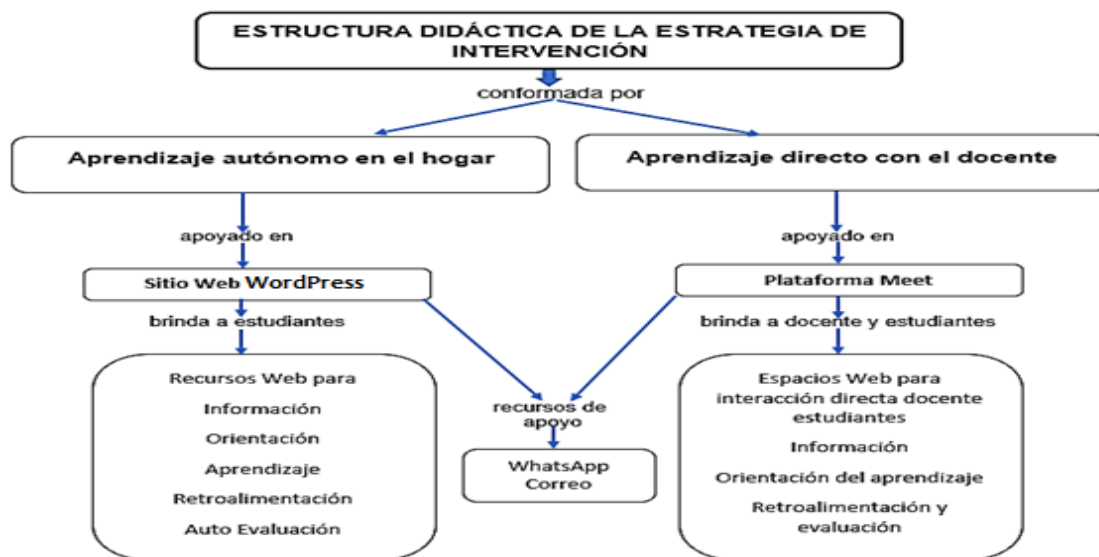 ESTRUCTURA DIDÁCTICA DE LA ESTRATEGIA DE
INTERVENCIÓN
conformada por
Aprendizaje autónomo en el hogar
Aprendizaje directo con el docente
apoyado en
apoyado en
Sitio Web WordPress
Plataforma Meet
brinda a estudiantes
brinda a docente y estudiantes
Recursos Web para
Información
Orientación
Aprendizaje
Retroalimentación
Auto Evaluación
recursos de
apoyo
WhatsApp
Correo
Espacios Web para
interacción directa docente
estudiantes
Información
Orientación del aprendizaje
Retroalimentación y
evaluación